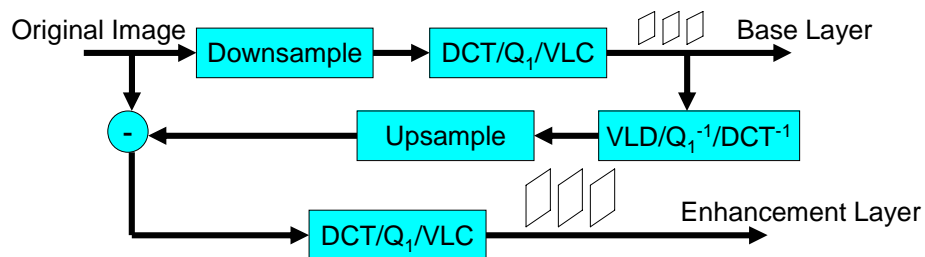 Original Image
Downsample
DCT/Q₁/VLC
Base Layer
-
Upsample
VLD/Q₁⁻¹/DCT⁻¹
DCT/Q₁/VLC
Enhancement Layer